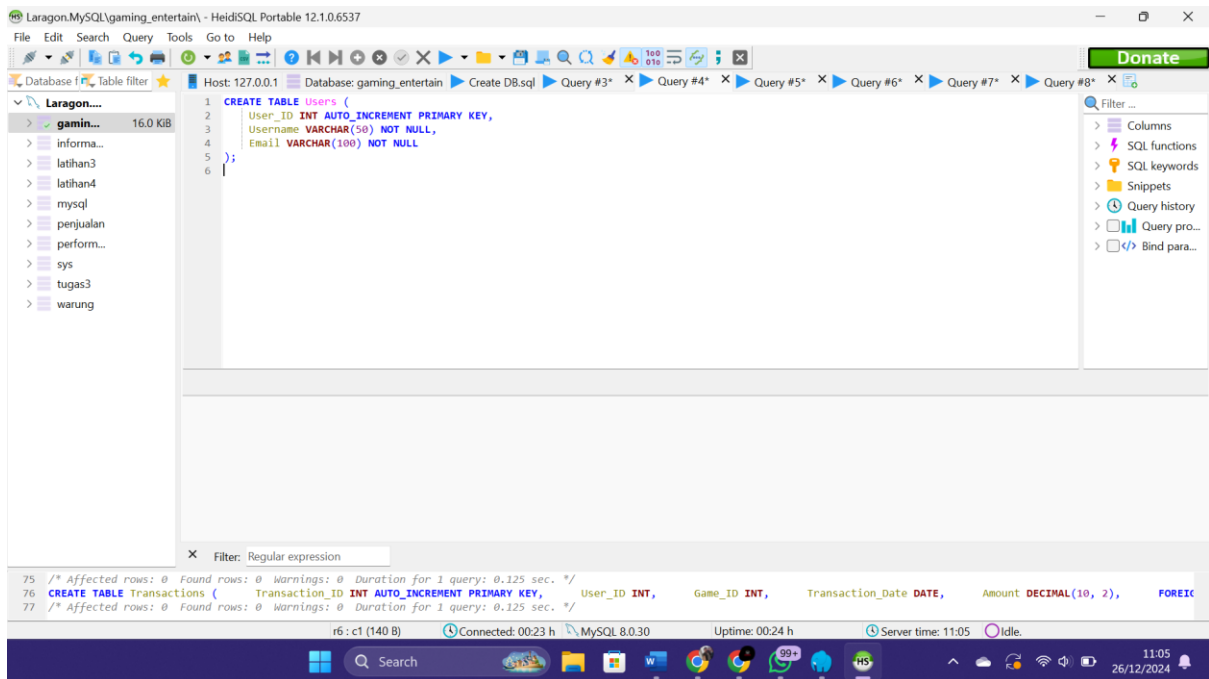 Laragon.MySQL\gaming_entertain\ - HeidiSQL Portable 12.1.0.6537
File Edit Search Query Tools Go to Help
Donate
Database f Table filter
Host: 127.0.0.1 Database: gaming_entertain Create DB.sql Query #3* Query #4* Query #5* Query #6* Query #7* Query #8*
Laragon....
gamin... 16.0 KiB
informa...
latihan3
latihan4
mysql
penjualan
perform...
sys
tugas3
warung
1 CREATE TABLE Users (
2 User_ID INT AUTO_INCREMENT PRIMARY KEY,
3 Username VARCHAR(50) NOT NULL,
4 Email VARCHAR(100) NOT NULL
5 );
6
Filter ...
Columns
SQL functions
SQL keywords
Snippets
Query history
Query pro...
Bind para...
Filter: Regular expression
75 /* Affected rows: 0 Found rows: 0 Warnings: 0 Duration for 1 query: 0.125 sec. */
76 CREATE TABLE Transactions ( Transaction_ID INT AUTO_INCREMENT PRIMARY KEY, User_ID INT, Game_ID INT, Transaction_Date DATE, Amount DECIMAL(10, 2), FOREIG
77 /* Affected rows: 0 Found rows: 0 Warnings: 0 Duration for 1 query: 0.125 sec. */
r6 : c1 (140 B) Connected: 00:23 h MySQL 8.0.30 Uptime: 00:24 h Server time: 11:05 Idle.
Search
99+
HS
11:05
26/12/2024